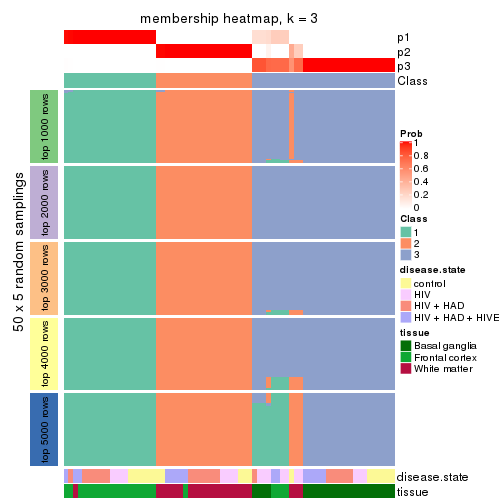 membership heatmap, k = 3
p1
p2
p3
Class
50 x 5 random samplings
top 1000 rows
top 2000 rows
top 3000 rows
top 4000 rows
top 5000 rows
Prob
1
0.8
0.6
0.4
0.2
0
Class
1
2
3
disease.state
control
HIV
HIV + HAD
HIV + HAD + HIVE
tissue
Basal ganglia
Frontal cortex
White matter
disease.state
tissue